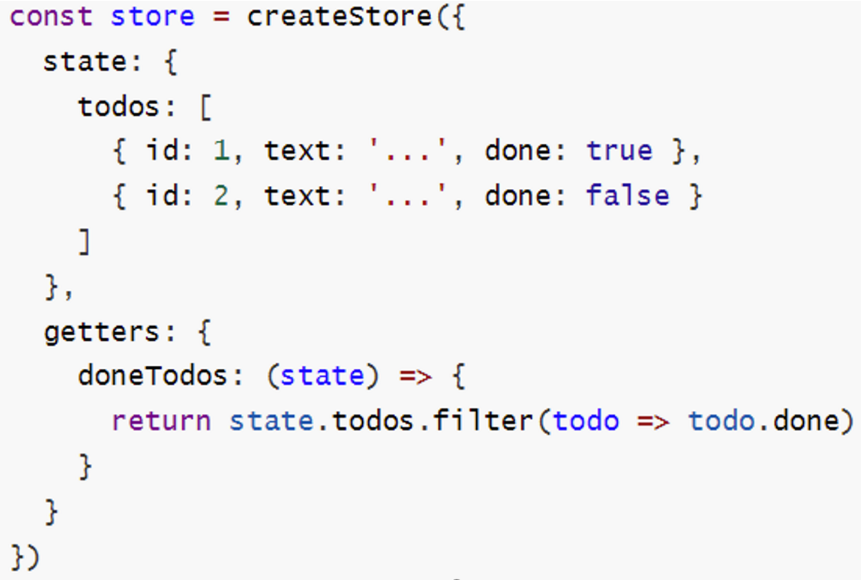 const store = createStore({
  state: {
    todos: [
      { id: 1, text: '...', done: true },
      { id: 2, text: '...', done: false }
    ]
  },
  getters: {
    doneTodos: (state) => {
      return state.todos.filter(todo => todo.done)
    }
  }
})